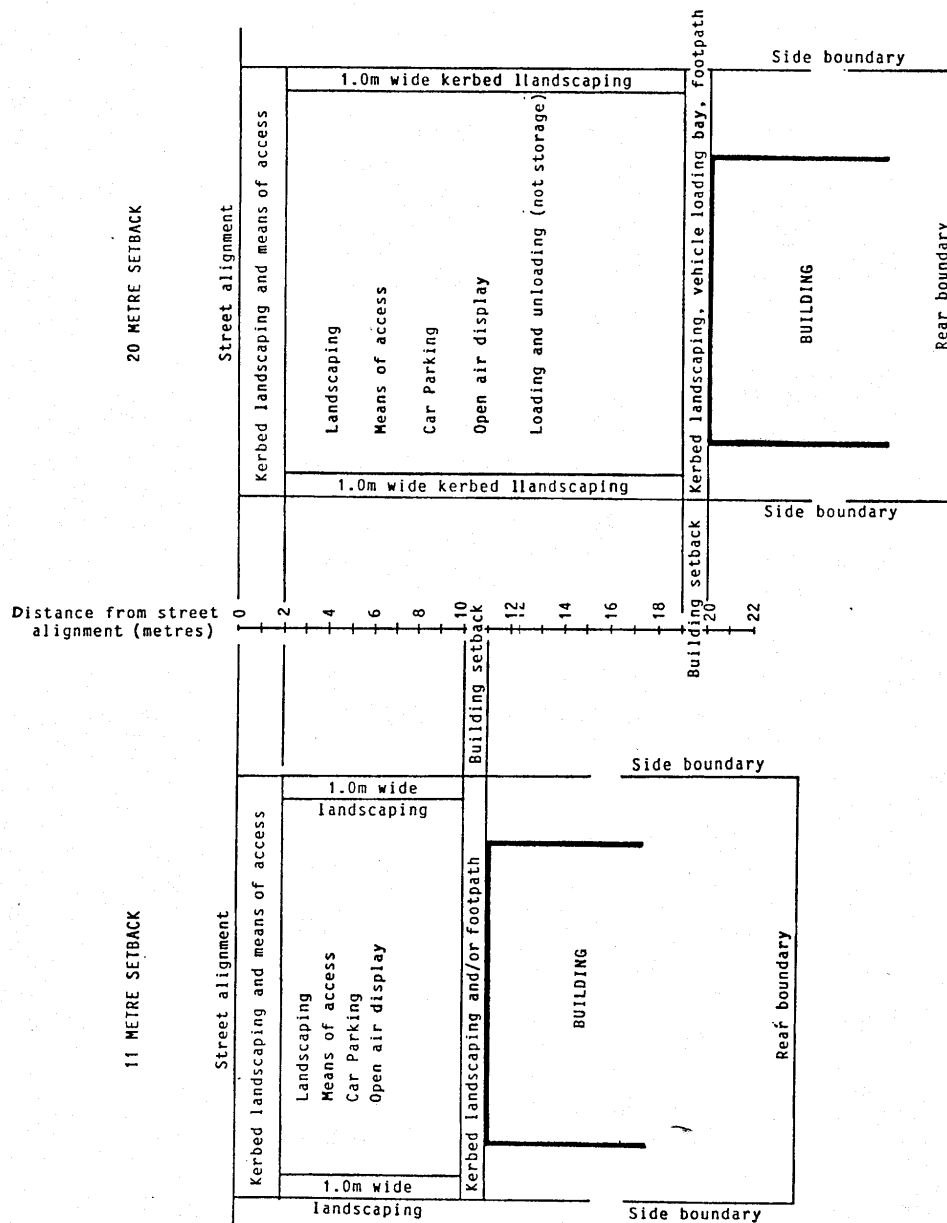 20 METRE SETBACK
Street alignment
Kerbed landscaping and means of access
1.0m wide kerbed llandscaping
Side boundary
Landscaping
Means of access
Car Parking
Open air display
Loading and unloading (not storage)
1.0m wide kerbed llandscaping
Side boundary
Kerbed landscaping, vehicle loading bay, footpath
BUILDING
Rear boundary
Distance from street
alignment (metres)
0
2
4
6
8
10
12
14
16
18
20
22
Building setback
Building setback
11 METRE SETBACK
Street alignment
Kerbed landscaping and means of access
1.0m wide
landscaping
Side boundary
Landscaping
Means of access
Car Parking
Open air display
Kerbed landscaping and/or footpath
BUILDING
Rear boundary
1.0m wide
landscaping
Side boundary